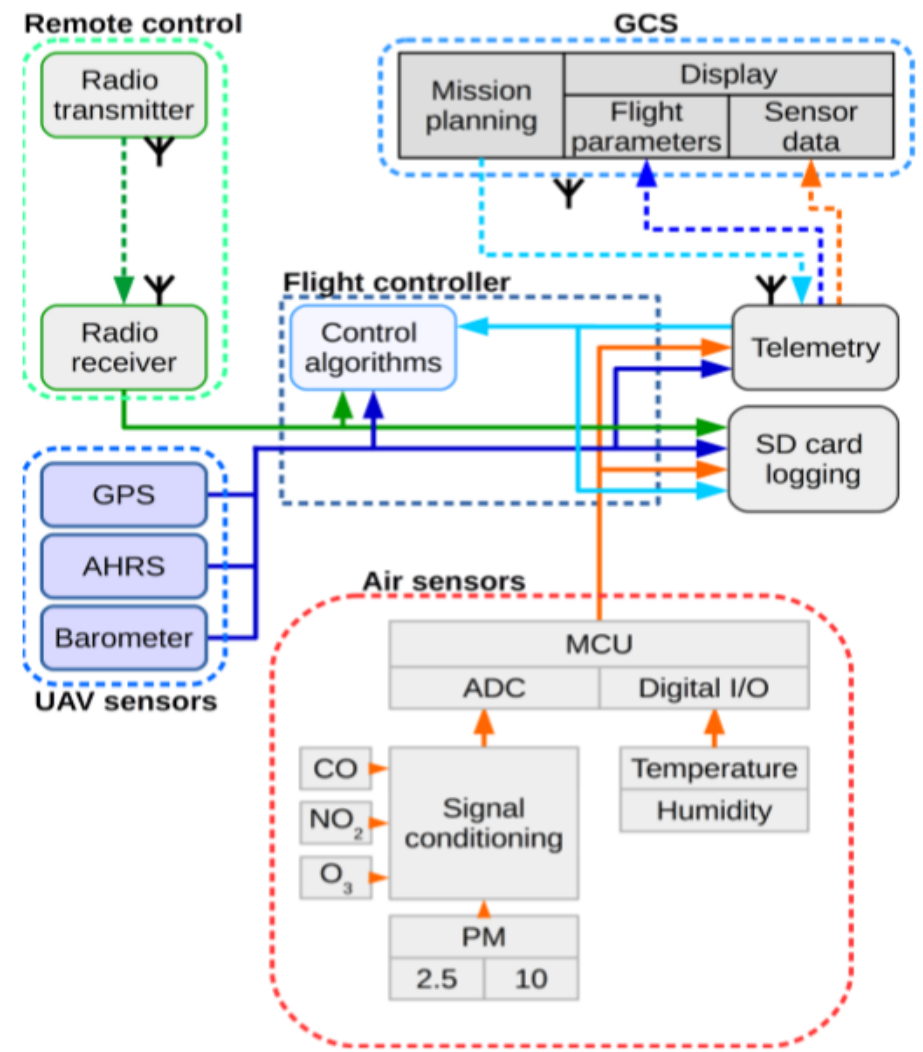 Remote control
Radio
transmitter
Radio
receiver
GCS
Mission
planning
Display
Flight
parameters
Sensor
data
Flight controller
Control
algorithms
Telemetry
SD card
logging
GPS
AHRS
Barometer
UAV sensors
Air sensors
MCU
ADC
Digital I/O
CO
NO₂
O₃
Signal
conditioning
Temperature
Humidity
PM
2.5
10